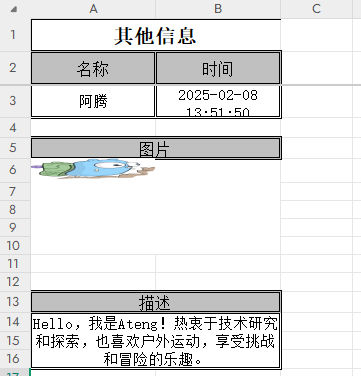 A B C
1 其他信息
2 名称 时间
3 阿腾 2025-02-08
13:51:50
4
5 图片
6
7
8
9
10
11
12
13 描述
14 Hello，我是Ateng！热衷于技术研究
15 和探索，也喜欢户外运动，享受挑战
16 和冒险的乐趣。
17